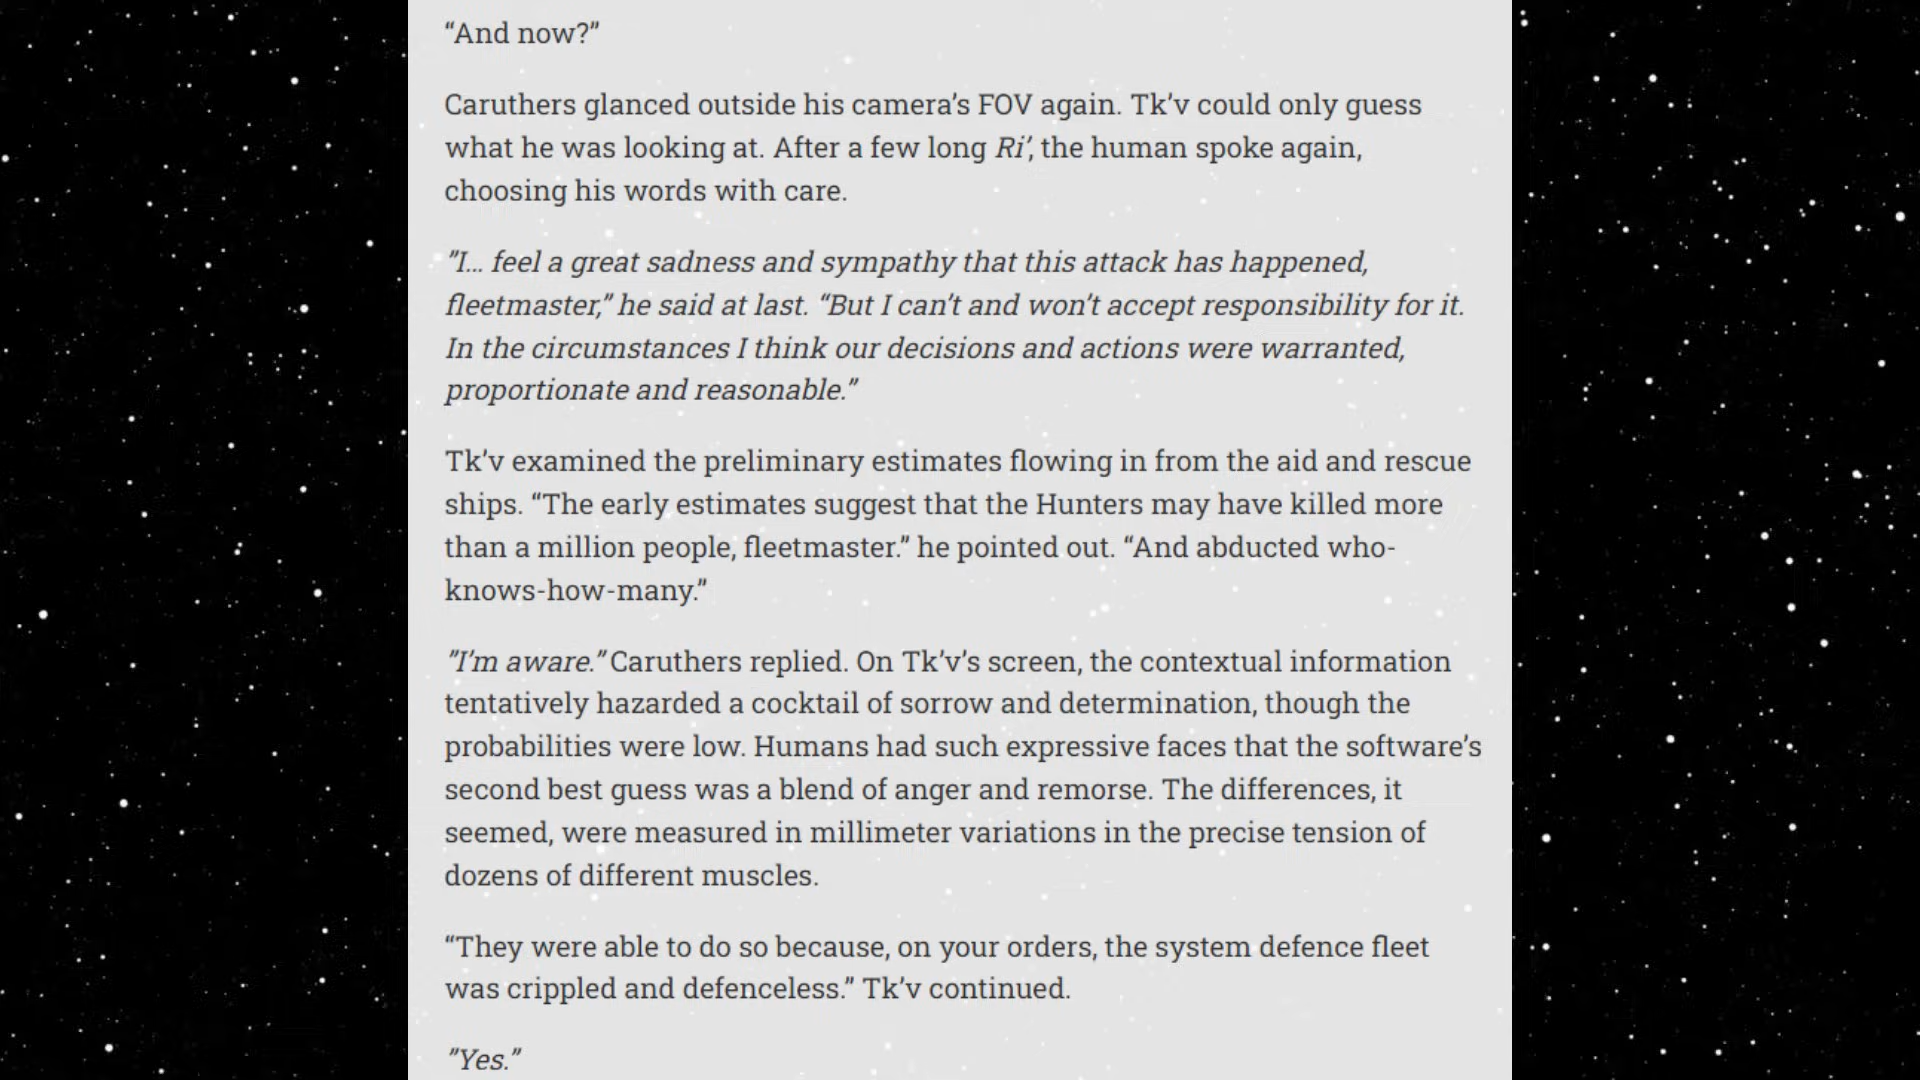 “And now?”
Caruthers glanced outside his camera’s FOV again. Tk’v could only guess
what he was looking at. After a few long Ri’, the human spoke again,
choosing his words with care.
”I… feel a great sadness and sympathy that this attack has happened,
fleetmaster,” he said at last. “But I can’t and won’t accept responsibility for it.
In the circumstances I think our decisions and actions were warranted,
proportionate and reasonable.”
Tk’v examined the preliminary estimates flowing in from the aid and rescue
ships. “The early estimates suggest that the Hunters may have killed more
than a million people, fleetmaster.” he pointed out. “And abducted who-
knows-how-many.”
”I’m aware.” Caruthers replied. On Tk’v’s screen, the contextual information
tentatively hazarded a cocktail of sorrow and determination, though the
probabilities were low. Humans had such expressive faces that the software’s
second best guess was a blend of anger and remorse. The differences, it
seemed, were measured in millimeter variations in the precise tension of
dozens of different muscles.
“They were able to do so because, on your orders, the system defence fleet
was crippled and defenceless.” Tk’v continued.
”Yes.”